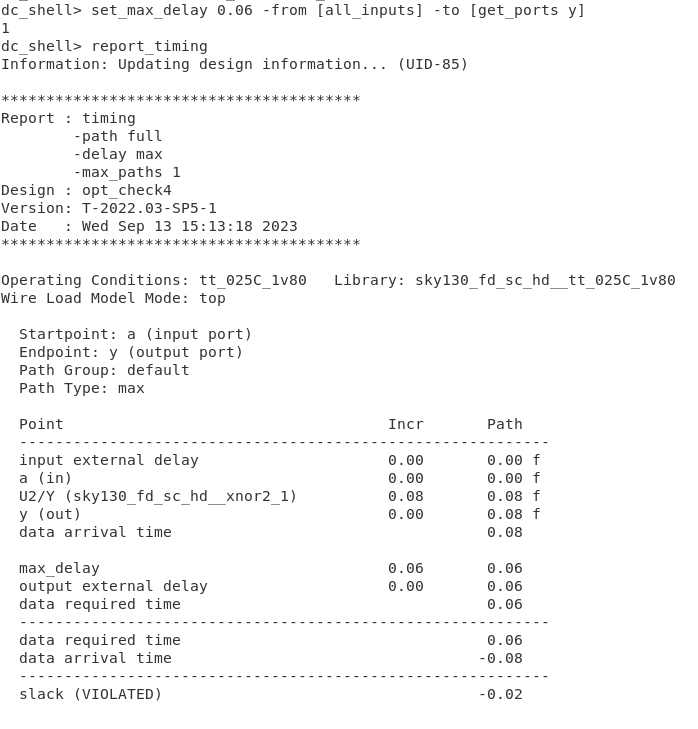 dc_shell> set_max_delay 0.06 -from [all_inputs] -to [get_ports y]
1
dc_shell> report_timing
Information: Updating design information... (UID-85)

****************************************
Report : timing
        -path full
        -delay max
        -max_paths 1
Design : opt_check4
Version: T-2022.03-SP5-1
Date   : Wed Sep 13 15:13:18 2023
****************************************

Operating Conditions: tt_025C_1v80   Library: sky130_fd_sc_hd__tt_025C_1v80
Wire Load Model Mode: top

  Startpoint: a (input port)
  Endpoint: y (output port)
  Path Group: default
  Path Type: max

  Point                                    Incr       Path
  -----------------------------------------------------------
  input external delay                     0.00       0.00 f
  a (in)                                   0.00       0.00 f
  U2/Y (sky130_fd_sc_hd__xnor2_1)          0.08       0.08 f
  y (out)                                  0.00       0.08 f
  data arrival time                                   0.08

  max_delay                                0.06       0.06
  output external delay                    0.00       0.06
  data required time                                  0.06
  -----------------------------------------------------------
  data required time                                  0.06
  data arrival time                                  -0.08
  -----------------------------------------------------------
  slack (VIOLATED)                                   -0.02